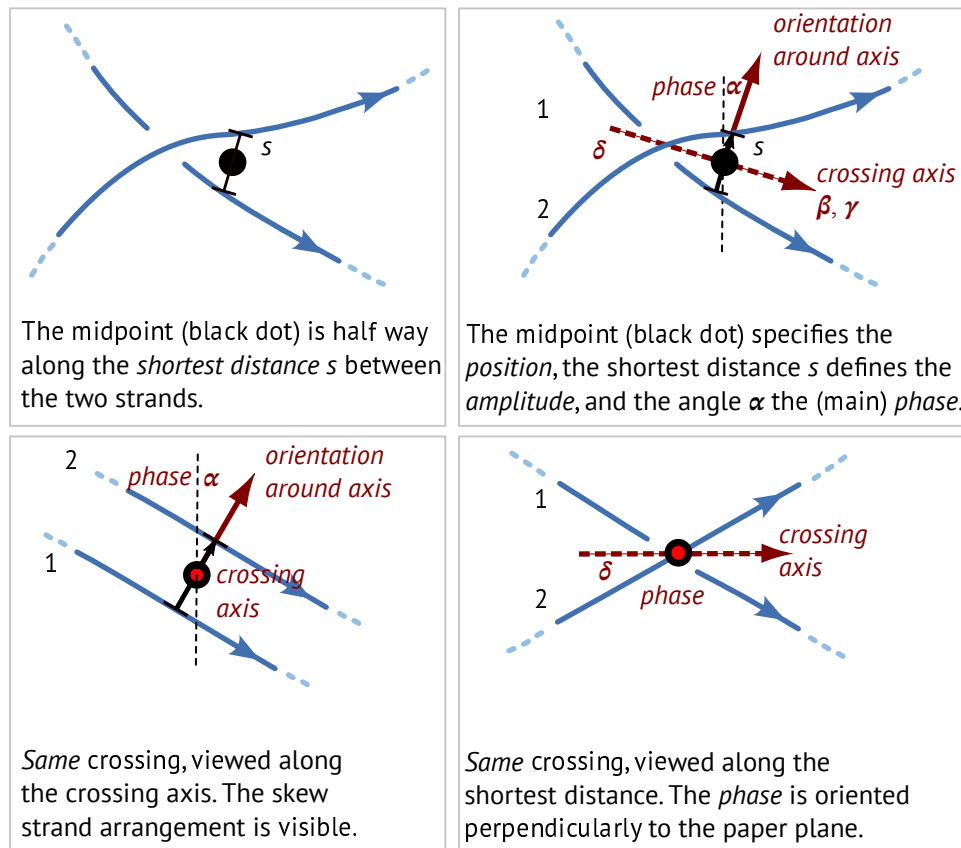 s
The midpoint (black dot) is half way
along the shortest distance s between
the two strands.
orientation
around axis
phase α
1
s
δ
crossing axis
β, γ
2
The midpoint (black dot) specifies the
position, the shortest distance s defines the
amplitude, and the angle α the (main) phase.
2
phase α
orientation
around axis
1
crossing
axis
Same crossing, viewed along
the crossing axis. The skew
strand arrangement is visible.
1
crossing
axis
δ
phase
2
Same crossing, viewed along the
shortest distance. The phase is oriented
perpendicularly to the paper plane.